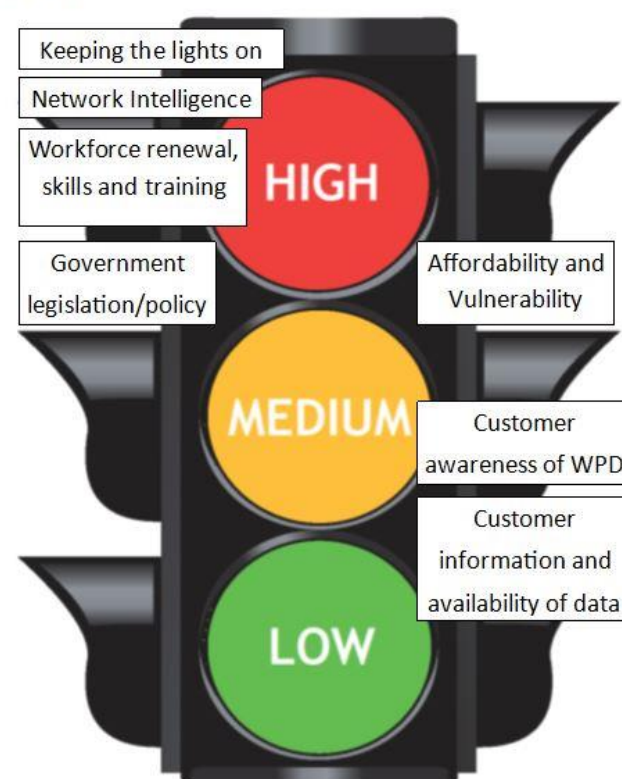 Keeping the lights on
Network Intelligence
Workforce renewal,
skills and training
HIGH
Government
legislation/policy
Affordability and
Vulnerability
MEDIUM
Customer
awareness of WPD
Customer
information and
availability of data
LOW